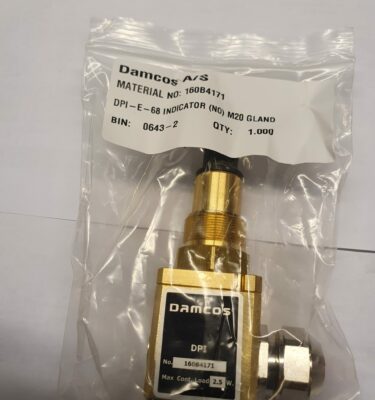 Damcos A/S
MATERIAL NO: 160B4171
DPI-E-68 INDICATOR (NO) M20 GLAND
BIN: 0643-2 QTY: 1.000
DAMCOS
DPI
No. 160B4171
Max Cont. Load 2.5 W.